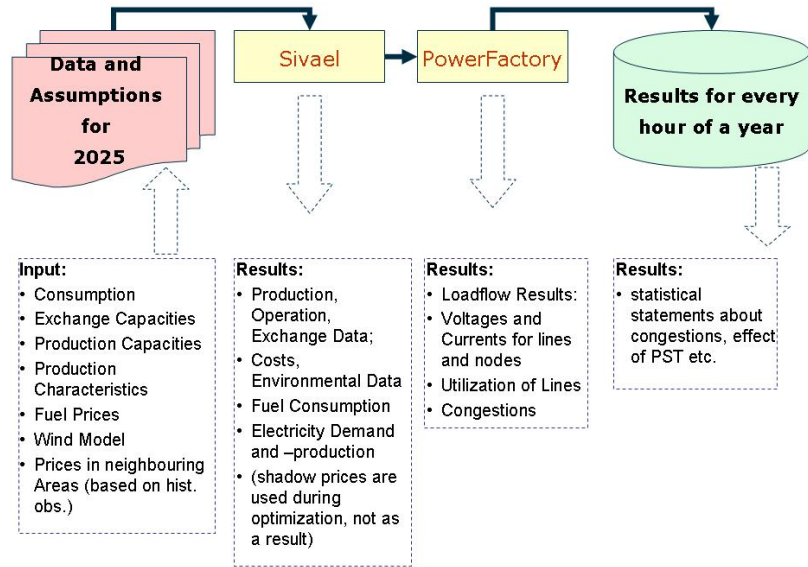 Data and
Assumptions
for
2025
Sivael
PowerFactory
Results for every
hour of a year
Input:
• Consumption
• Exchange Capacities
• Production Capacities
• Production
Characteristics
• Fuel Prices
• Wind Model
• Prices in neighbouring
Areas (based on hist.
obs.)
Results:
• Production,
Operation,
Exchange Data;
• Costs,
Environmental Data
• Fuel Consumption
• Electricity Demand
and –production
• (shadow prices are
used during
optimization, not as
a result)
Results:
• Loadflow Results:
• Voltages and
Currents for lines
and nodes
• Utilization of Lines
• Congestions
Results:
• statistical
statements about
congestions, effect
of PST etc.